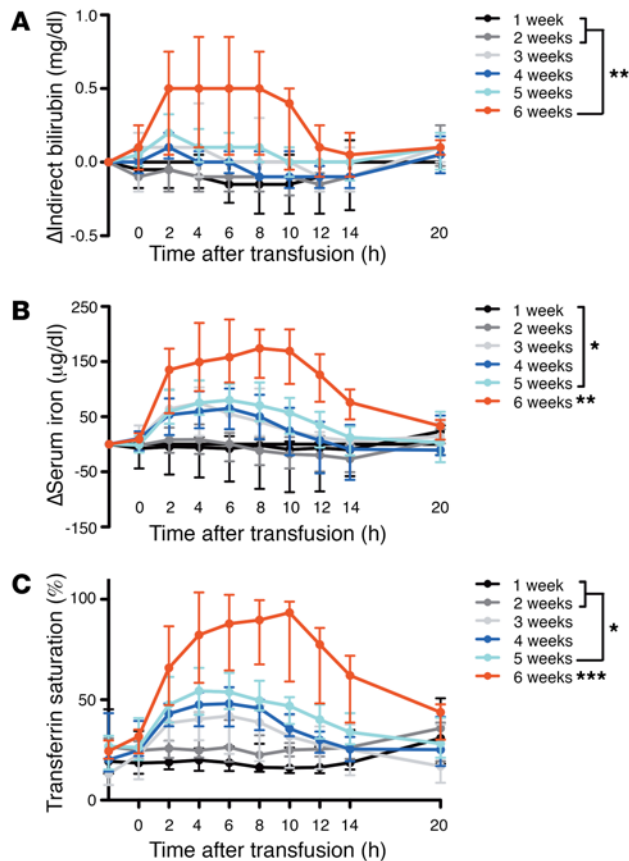 A
ΔIndirect bilirubin (mg/dl)
1.0
0.5
0.0
-0.5
0 2 4 6 8 10 12 14 20
Time after transfusion (h)
1 week
2 weeks
3 weeks
4 weeks
5 weeks
6 weeks
**
B
ΔSerum iron (µg/dl)
250
150
50
-50
-150
0 2 4 6 8 10 12 14 20
Time after transfusion (h)
1 week
2 weeks
3 weeks
4 weeks
5 weeks
6 weeks**
*
C
Transferrin saturation (%)
100
50
0
0 2 4 6 8 10 12 14 20
Time after transfusion (h)
1 week
2 weeks
3 weeks
4 weeks
5 weeks
6 weeks***
*